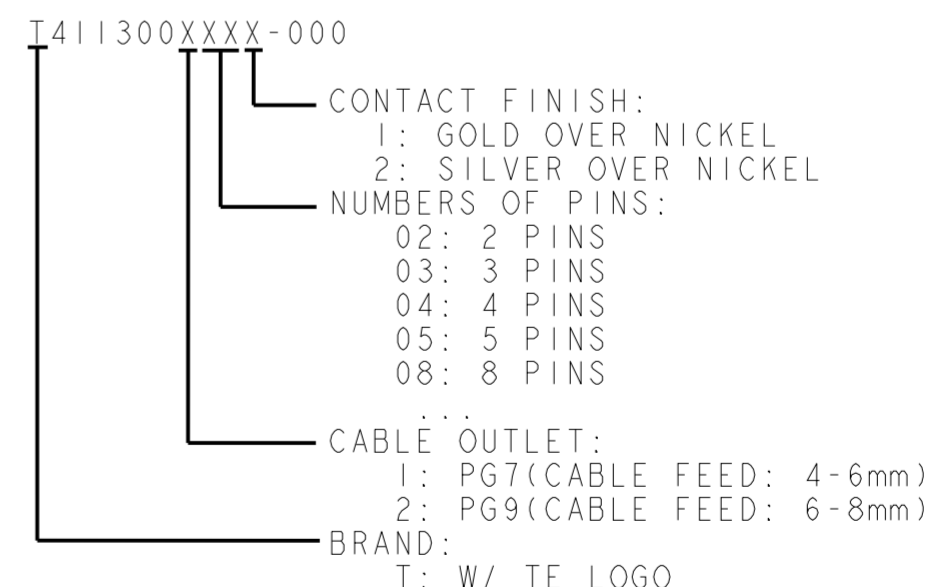 T411300XXXX-000
CONTACT FINISH:
1: GOLD OVER NICKEL
2: SILVER OVER NICKEL
NUMBERS OF PINS:
02: 2 PINS
03: 3 PINS
04: 4 PINS
05: 5 PINS
08: 8 PINS
...
CABLE OUTLET:
1: PG7(CABLE FEED: 4-6mm)
2: PG9(CABLE FEED: 6-8mm)
BRAND:
T: W/ TE LOGO